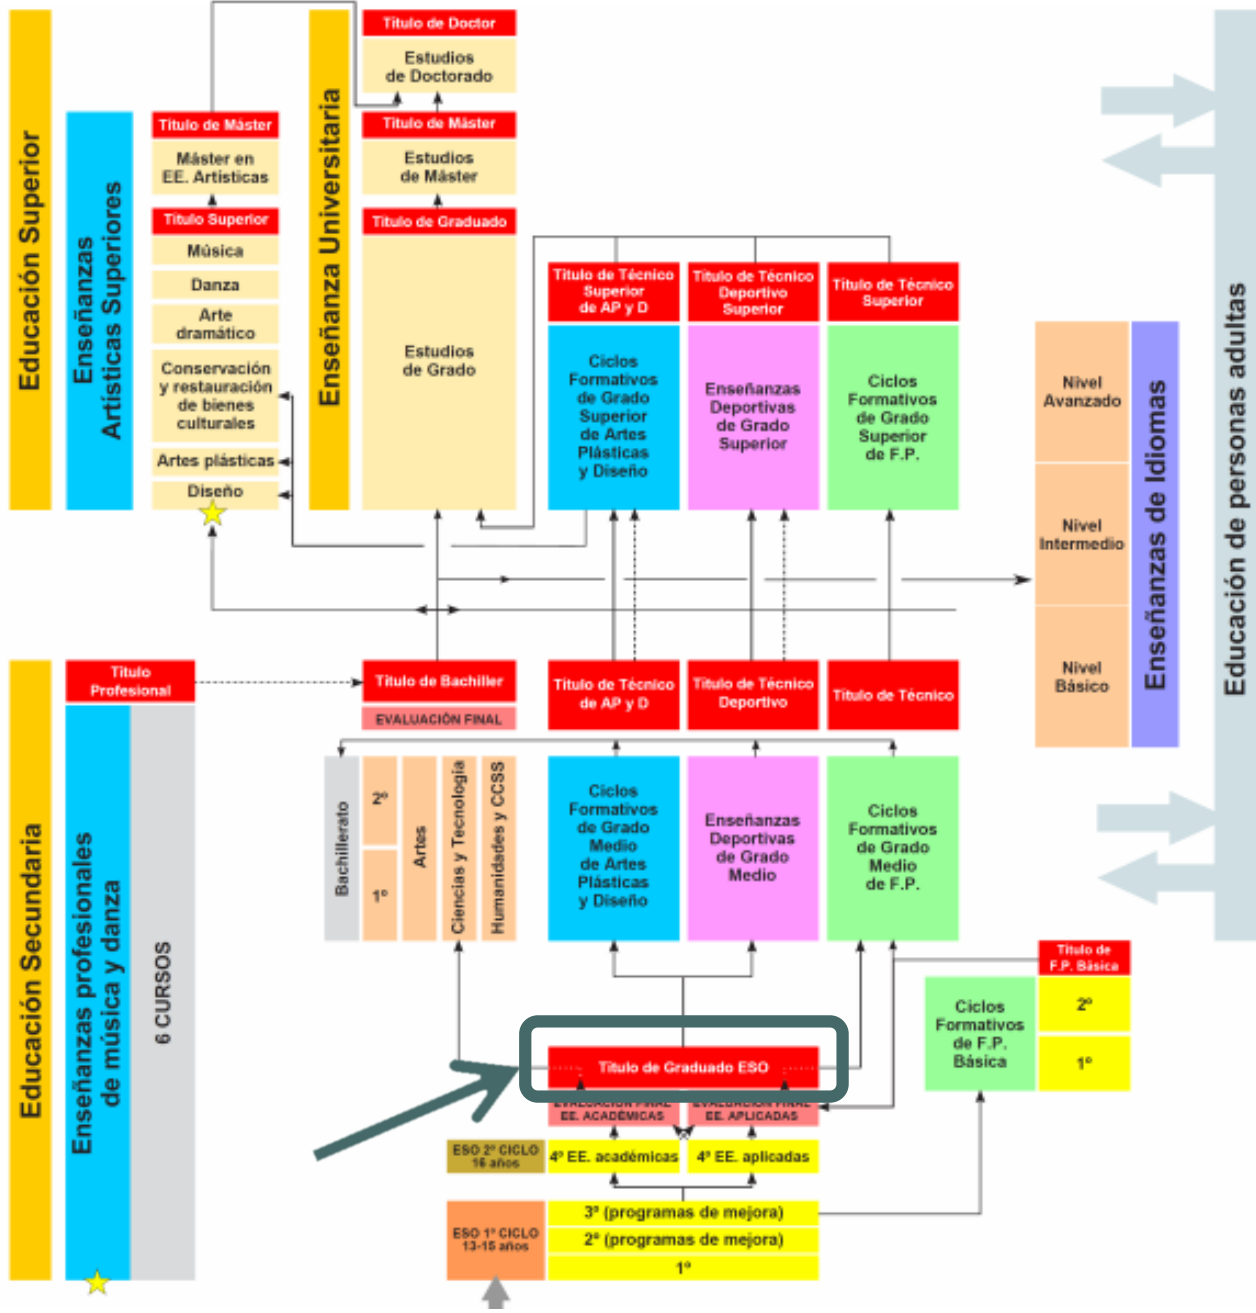 Educación Superior
Enseñanzas
Artísticas Superiores
Título de Máster
Máster en
EE. Artísticas
Título Superior
Música
Danza
Arte
dramático
Conservación
y restauración
de bienes
culturales
Artes plásticas
Diseño
Enseñanza Universitaria
Título de Doctor
Estudios
de Doctorado
Título de Máster
Estudios
de Máster
Título de Graduado
Estudios
de Grado
Título de Técnico
Superior
de AP y D
Ciclos
Formativos
de Grado
Superior
de Artes
Plásticas
y Diseño
Título de Técnico
Deportivo
Superior
Enseñanzas
Deportivas
de Grado
Superior
Título de Técnico
Superior
Ciclos
Formativos
de Grado
Superior
de F.P.
Nivel
Avanzado
Nivel
Intermedio
Nivel
Básico
Enseñanzas de Idiomas
Educación de personas adultas
Educación Secundaria
Título
Profesional
Enseñanzas profesionales
de música y danza
6 CURSOS
Título de Bachiller
EVALUACIÓN FINAL
Bachillerato
2º
1º
Artes
Ciencias y Tecnología
Humanidades y CCSS
Título de Técnico
de AP y D
Ciclos
Formativos
de Grado
Medio
de Artes
Plásticas
y Diseño
Título de Técnico
Deportivo
Enseñanzas
Deportivas
de Grado
Medio
Título de Técnico
Ciclos
Formativos
de Grado
Medio
de F.P.
Título de
F.P. Básica
Ciclos
Formativos
de F.P.
Básica
2º
1º
Título de Graduado ESO
EVALUACIÓN FINAL
EE. ACADÉMICAS
EVALUACIÓN FINAL
EE. APLICADAS
ESO 2º CICLO
16 años
4º EE. académicas
4º EE. aplicadas
ESO 1º CICLO
13-15 años
3º (programas de mejora)
2º (programas de mejora)
1º